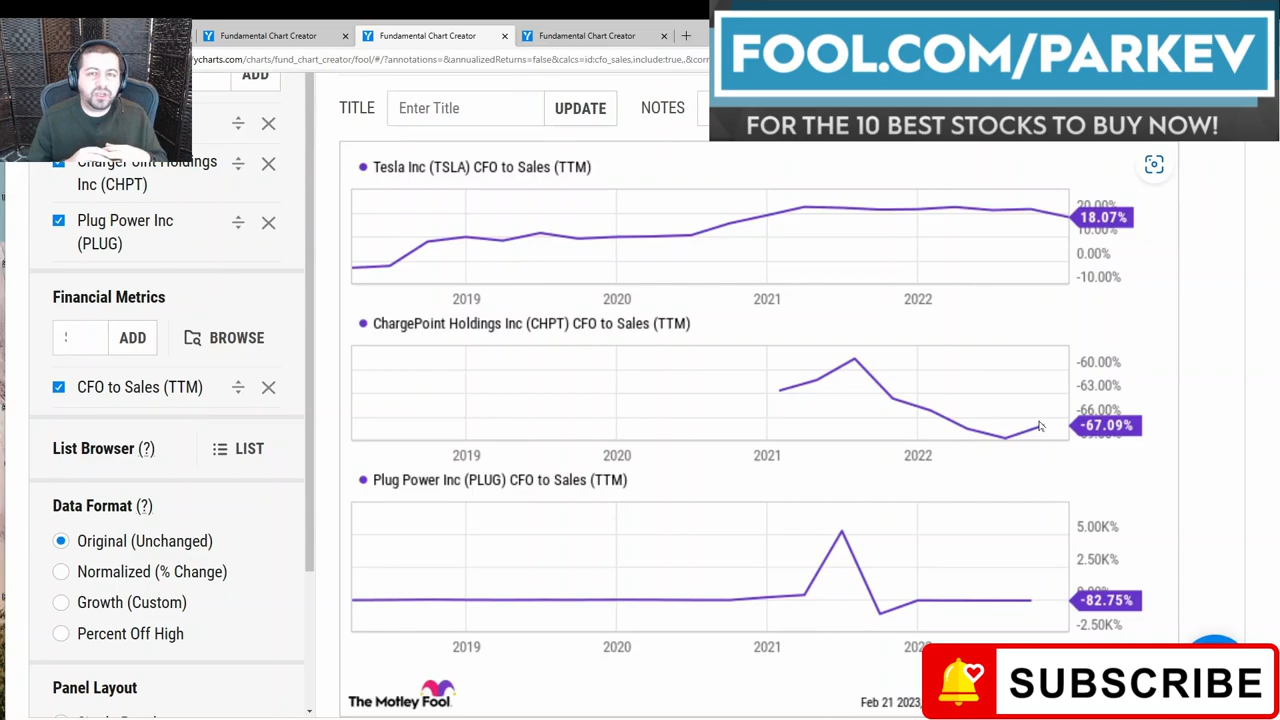 FOOL.COM/PARKEV
FOR THE 10 BEST STOCKS TO BUY NOW!
Fundamental Chart Creator
Fundamental Chart Creator
Fundamental Chart Creator
ycharts.com/charts/fund_chart_creator/fool/#/?annotations=&annualizedReturns=false&calcs=id:cfo_sales,include:true,,&corr
ADD
TITLE
Enter Title
UPDATE
NOTES
ChargePoint Holdings
Inc (CHPT)
Plug Power Inc
(PLUG)
Financial Metrics
ADD
BROWSE
CFO to Sales (TTM)
List Browser (?)
LIST
Data Format (?)
Original (Unchanged)
Normalized (% Change)
Growth (Custom)
Percent Off High
Panel Layout
Tesla Inc (TSLA) CFO to Sales (TTM)
20.00%
18.07%
10.00%
0.00%
-10.00%
2019
2020
2021
2022
ChargePoint Holdings Inc (CHPT) CFO to Sales (TTM)
-60.00%
-63.00%
-66.00%
-67.09%
2019
2020
2021
2022
Plug Power Inc (PLUG) CFO to Sales (TTM)
5.00K%
2.50K%
-82.75%
-2.50K%
2019
2020
2021
2022
The Motley Fool
Feb 21 2023,
SUBSCRIBE